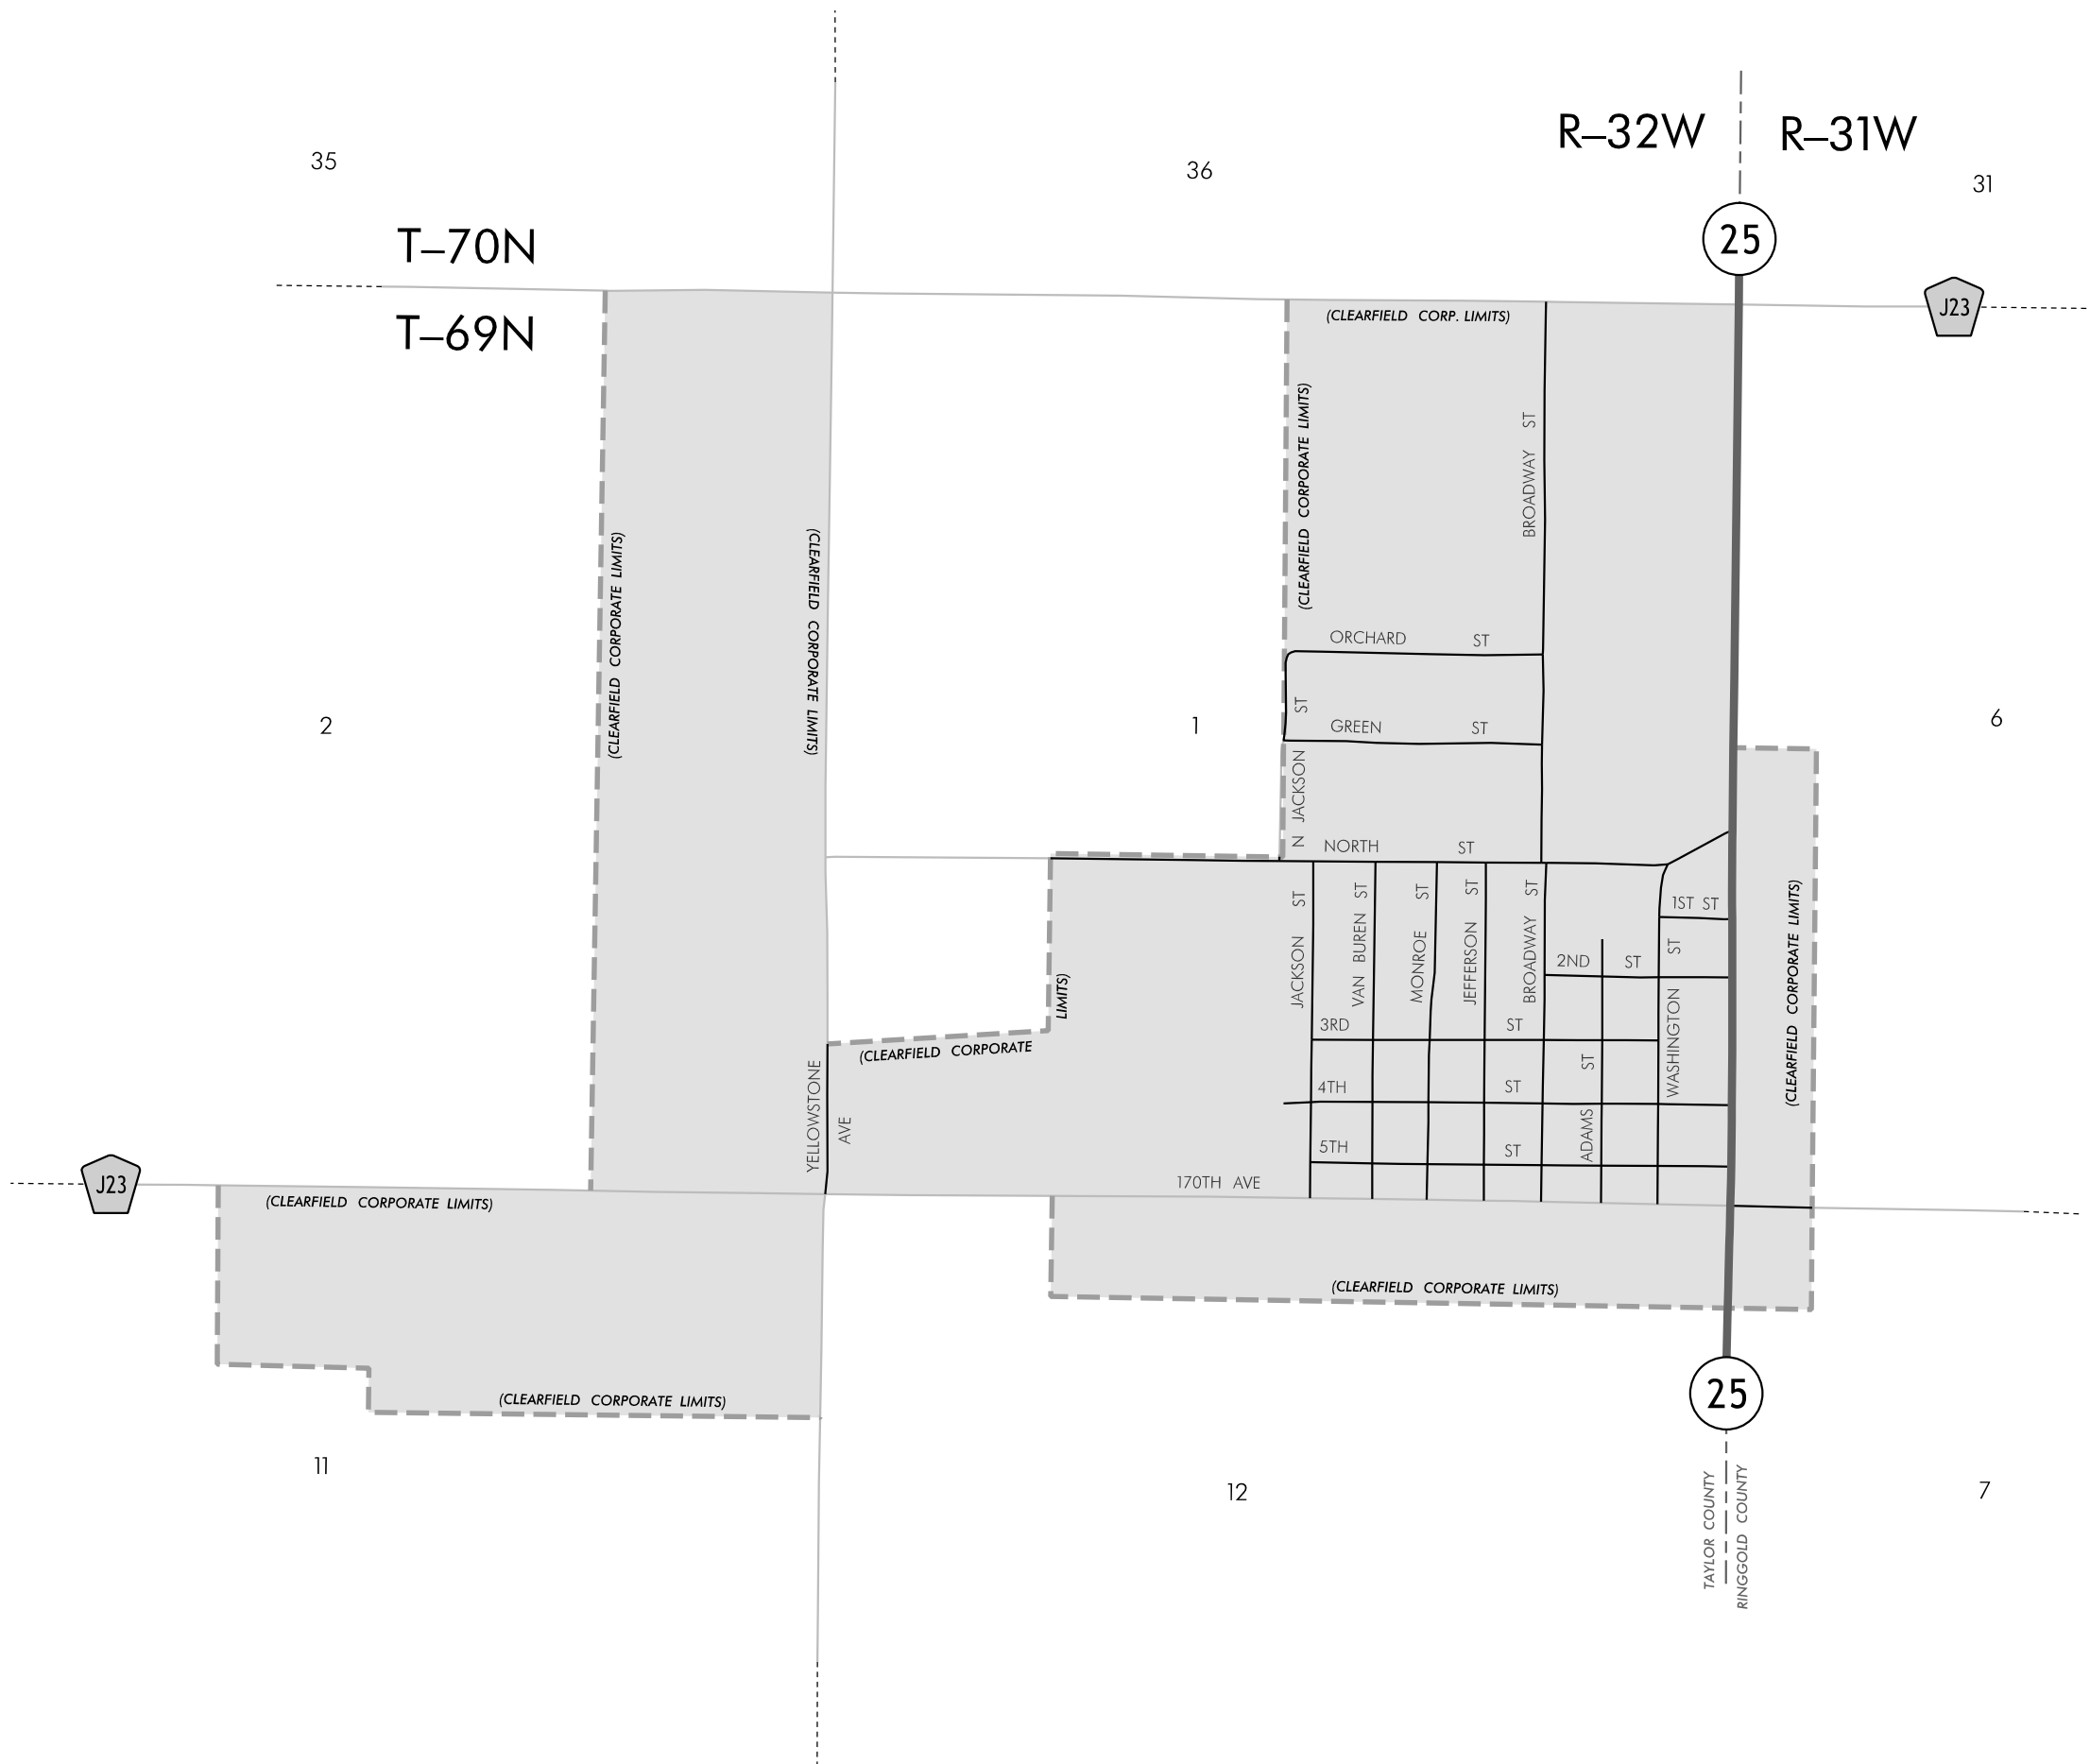 R–32W
R–31W
35
36
31
25
T–70N
T–69N
J23
(CLEARFIELD CORP. LIMITS)
(CLEARFIELD CORPORATE LIMITS)
BROADWAY ST
(CLEARFIELD CORPORATE LIMITS)
(CLEARFIELD CORPORATE LIMITS)
ORCHARD ST
2
1
6
GREEN ST
N JACKSON ST
NORTH ST
JACKSON ST
VAN BUREN ST
MONROE ST
JEFFERSON ST
BROADWAY ST
1ST ST
2ND ST
WASHINGTON ST
(CLEARFIELD CORPORATE LIMITS)
3RD ST
(CLEARFIELD CORPORATE LIMITS)
4TH ST
ADAMS ST
YELLOWSTONE AVE
5TH ST
170TH AVE
J23
(CLEARFIELD CORPORATE LIMITS)
(CLEARFIELD CORPORATE LIMITS)
(CLEARFIELD CORPORATE LIMITS)
25
11
12
7
TAYLOR COUNTY
RINGGOLD COUNTY